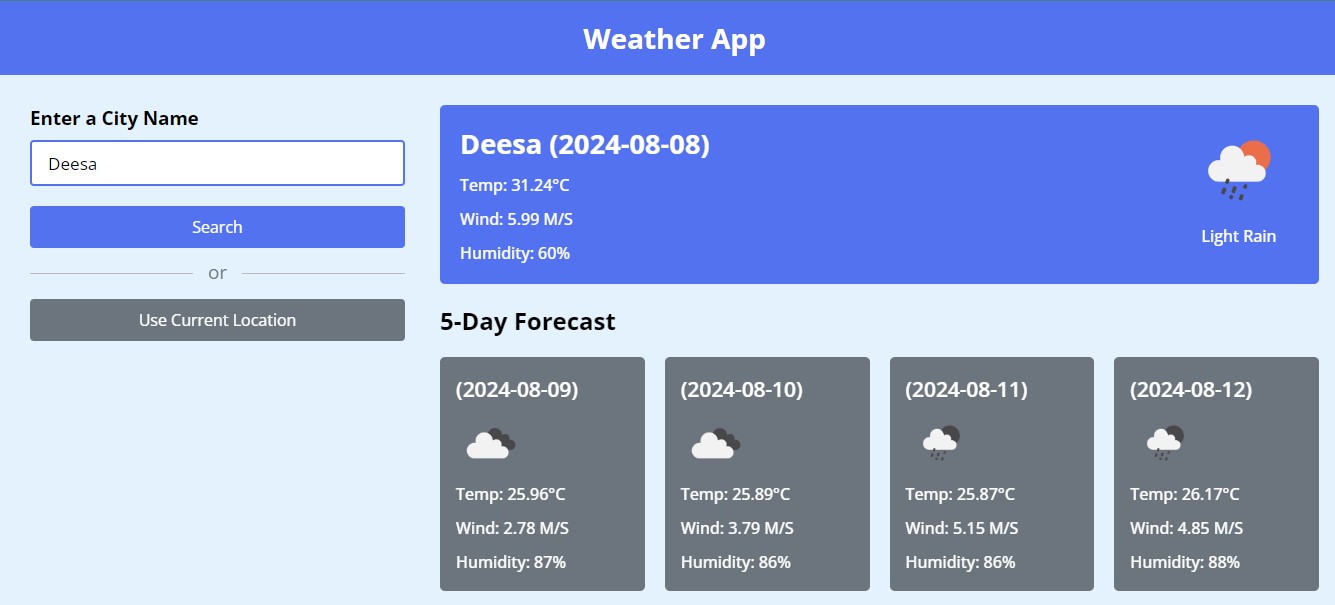 Weather App
Enter a City Name
Deesa
Search
or
Use Current Location
Deesa (2024-08-08)
Temp: 31.24°C
Wind: 5.99 M/S
Humidity: 60%
Light Rain
5-Day Forecast
(2024-08-09)
Temp: 25.96°C
Wind: 2.78 M/S
Humidity: 87%
(2024-08-10)
Temp: 25.89°C
Wind: 3.79 M/S
Humidity: 86%
(2024-08-11)
Temp: 25.87°C
Wind: 5.15 M/S
Humidity: 86%
(2024-08-12)
Temp: 26.17°C
Wind: 4.85 M/S
Humidity: 88%